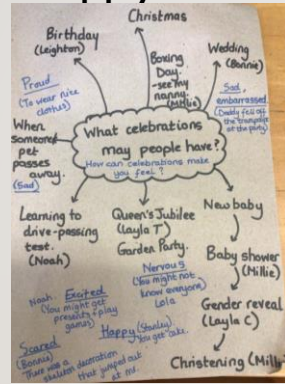 Christmas
Birthday
(Leighton)
Boxing
Day.
-see my
nanny.
(Millie)
Wedding
(Bonnie)
Proud
(To wear nice
clothes)
Sad,
embarrassed.
(Daddy fell off
the trampoline
at the party)
When
someone/
pet
passes
away.
(Sad)
What celebrations
may people have?
How can celebrations make
you feel?
Learning to
drive-passing
test.
(Noah)
Queen's Jubilee
(Layla T)
Garden Party.
New baby
Baby shower
(Millie)
Gender reveal
(Layla C)
Christening (Milli
Nervous
(You might not
know everyone)
Lola
Noah. Excited
(You might get
presents & play
games)
Happy (Stanley)
You get cake.
Scared
(Bonnie)
There was a
skeleton decoration
that jumped out
at me.